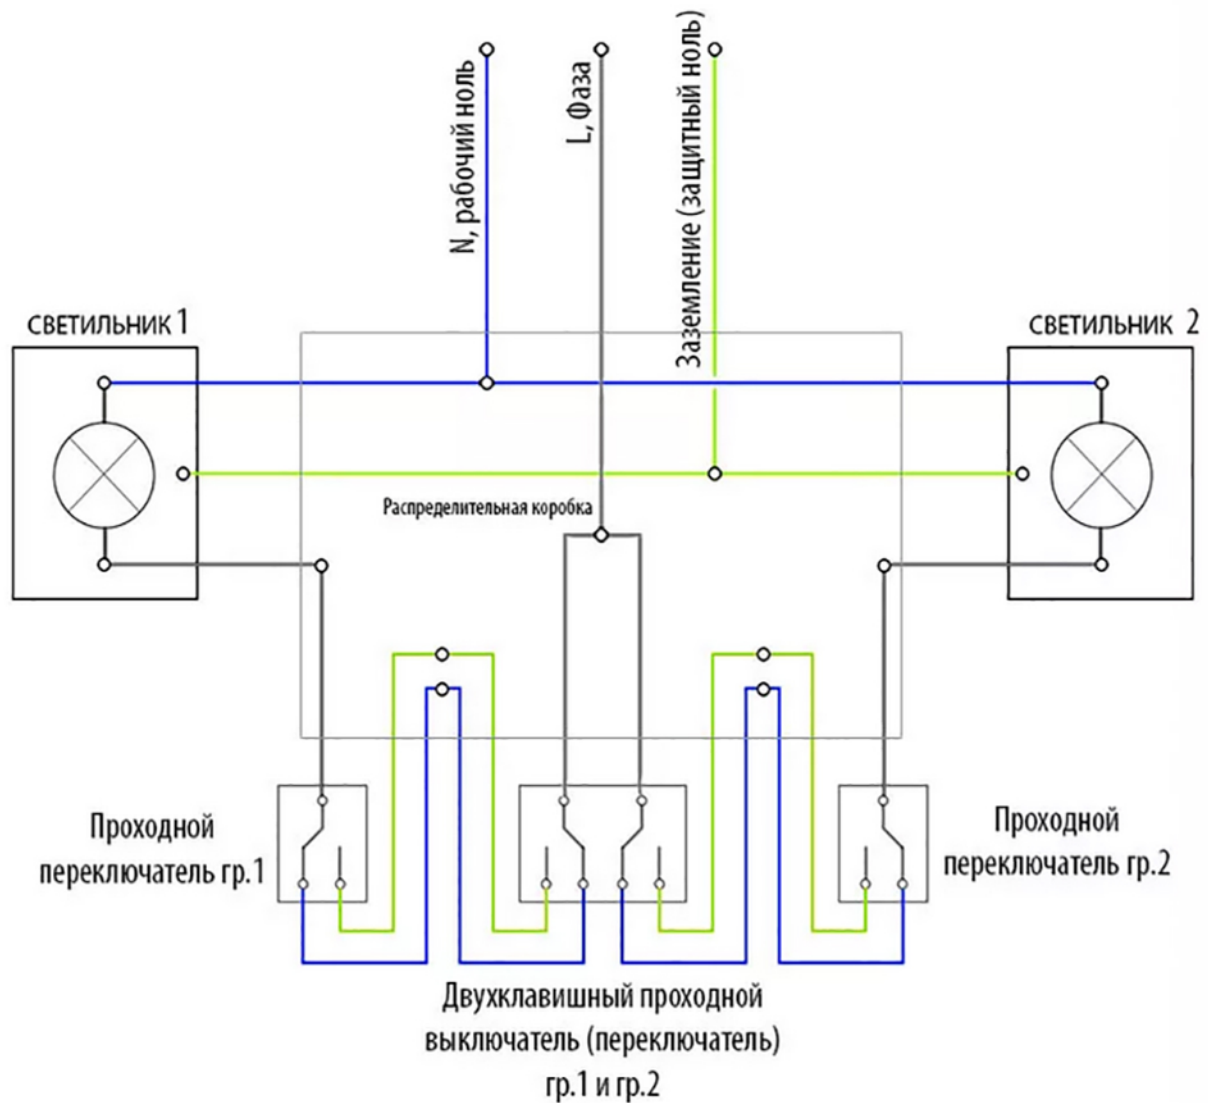 N, рабочий ноль
L, Фаза
Заземление (защитный ноль)
СВЕТИЛЬНИК 1
СВЕТИЛЬНИК 2
Распределительная коробка
Проходной
переключатель гр.1
Проходной
переключатель гр.2
Двухклавишный проходной
выключатель (переключатель)
гр.1 и гр.2